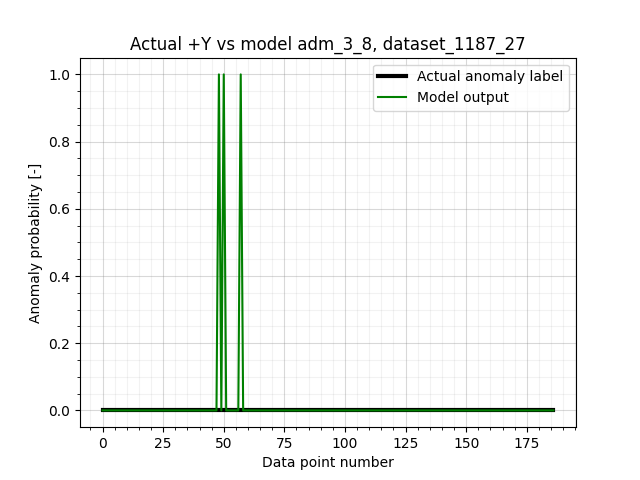 Actual +Y vs model adm_3_8, dataset_1187_27
Actual anomaly label
Model output
Anomaly probability [-]
1.0
0.8
0.6
0.4
0.2
0.0
0 25 50 75 100 125 150 175
Data point number